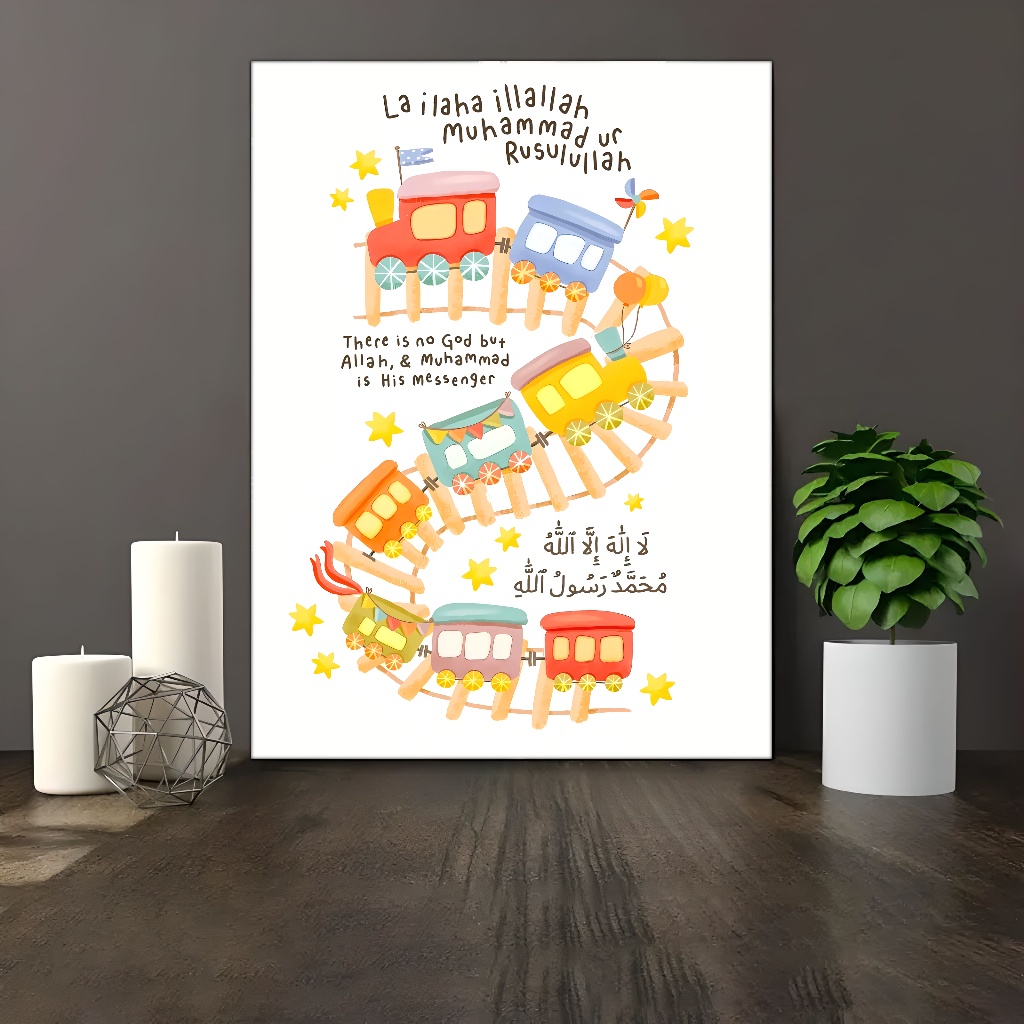 La ilaha illallah
Muhammad ur
Rusulullah
There is no God but
Allah, & Muhammad
is His Messenger
لَا إِلَٰهَ إِلَّا ٱللَّٰهُ
مُحَمَّدٌ رَسُولُ ٱللَّٰهِ